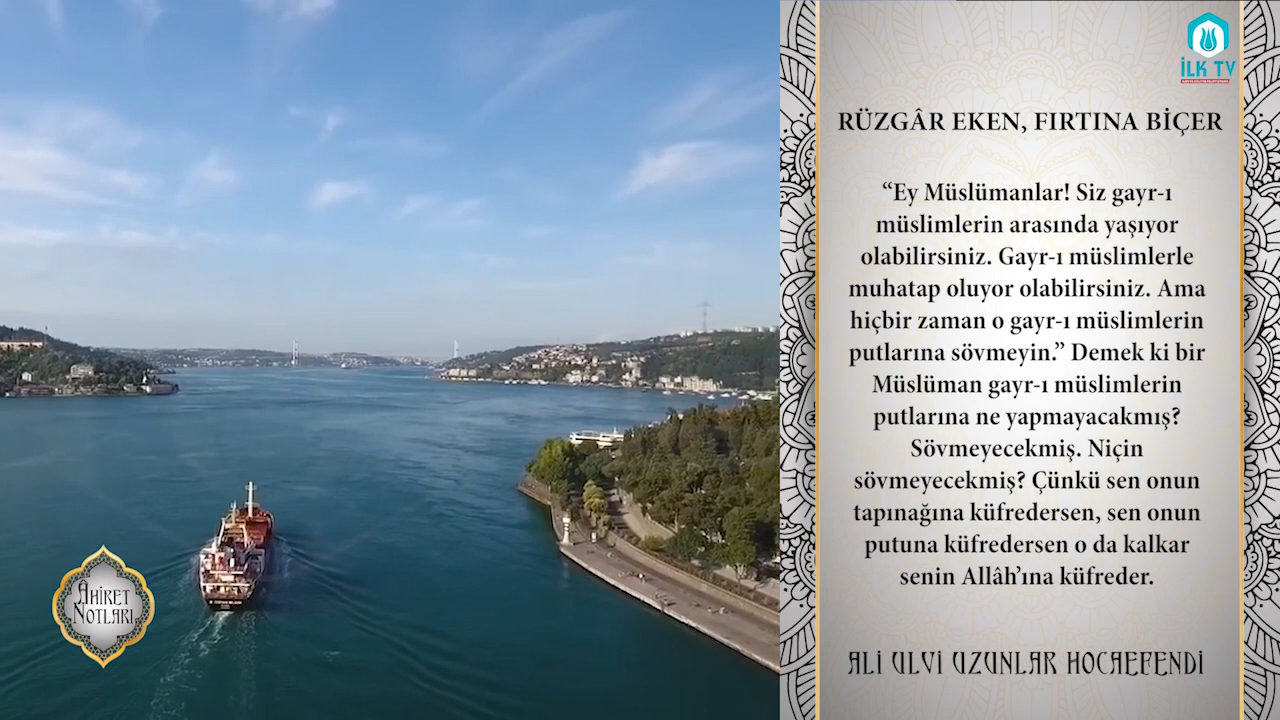 İLK TV
RÜZGÂR EKEN, FIRTINA BİÇER
“Ey Müslümanlar! Siz gayr-ı
müslimlerin arasında yaşıyor
olabilirsiniz. Gayr-ı müslimlerle
muhatap oluyor olabilirsiniz. Ama
hiçbir zaman o gayr-ı müslimlerin
putlarına sövmeyin.” Demek ki bir
Müslüman gayr-ı müslimlerin
putlarına ne yapmayacakmış?
Sövmeyecekmiş. Niçin
sövmeyecekmiş? Çünkü sen onun
tapınağına küfredersen, sen onun
putuna küfredersen o da kalkar
senin Allâh’ına küfreder.
ALİ ULVİ UZUNLAR HOCAEFENDİ
AHİRET
NOTLARI